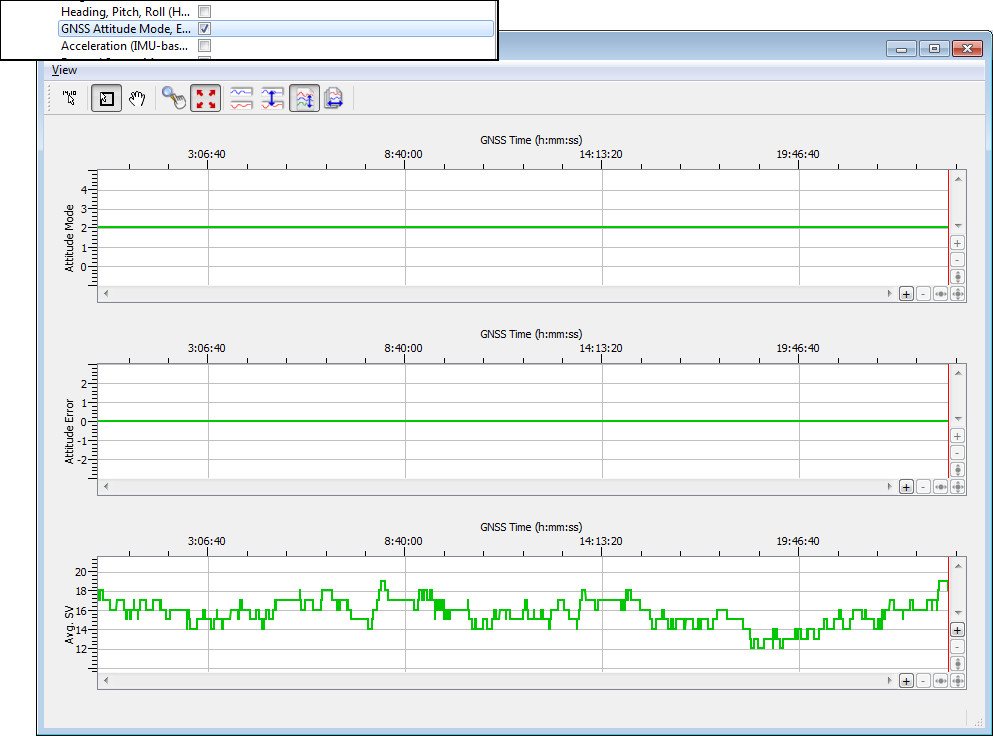 Heading, Pitch, Roll (H...
GNSS Attitude Mode, E...
Acceleration (IMU-bas...
View
GNSS Time (h:mm:ss)
3:06:40 8:40:00 14:13:20 19:46:40
Attitude Mode
4
3
2
1
0
GNSS Time (h:mm:ss)
3:06:40 8:40:00 14:13:20 19:46:40
Attitude Error
2
1
0
-1
-2
GNSS Time (h:mm:ss)
3:06:40 8:40:00 14:13:20 19:46:40
Avg. SV
20
18
16
14
12